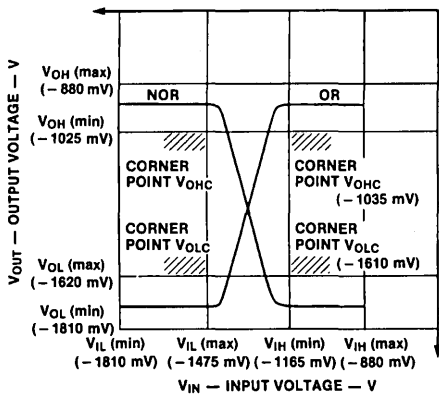 VOUT — OUTPUT VOLTAGE — V
VOH (max)
(−880 mV)
NOR
OR
VOH (min)
(−1025 mV)
CORNER
POINT VOHC
CORNER
POINT VOHC
(−1035 mV)
CORNER
POINT VOLC
CORNER
POINT VOLC
(−1610 mV)
VOL (max)
(−1620 mV)
VOL (min)
(−1810 mV)
VIL (min)
(−1810 mV)
VIL (max)
(−1475 mV)
VIH (min)
(−1165 mV)
VIH (max)
(−880 mV)
VIN — INPUT VOLTAGE — V